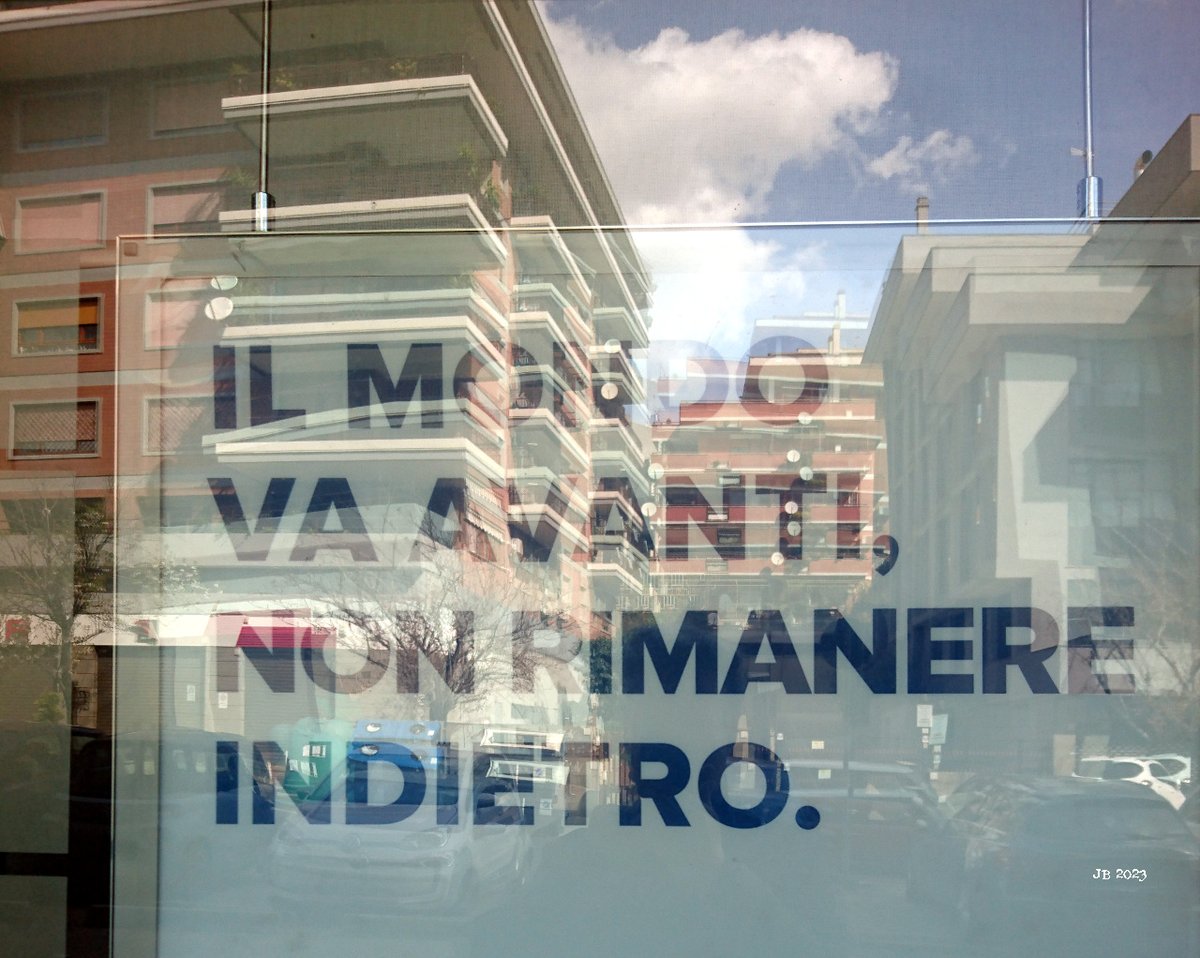 IL MONDO
VA AVANTI,
NON RIMANERE
INDIETRO.
JB 2023